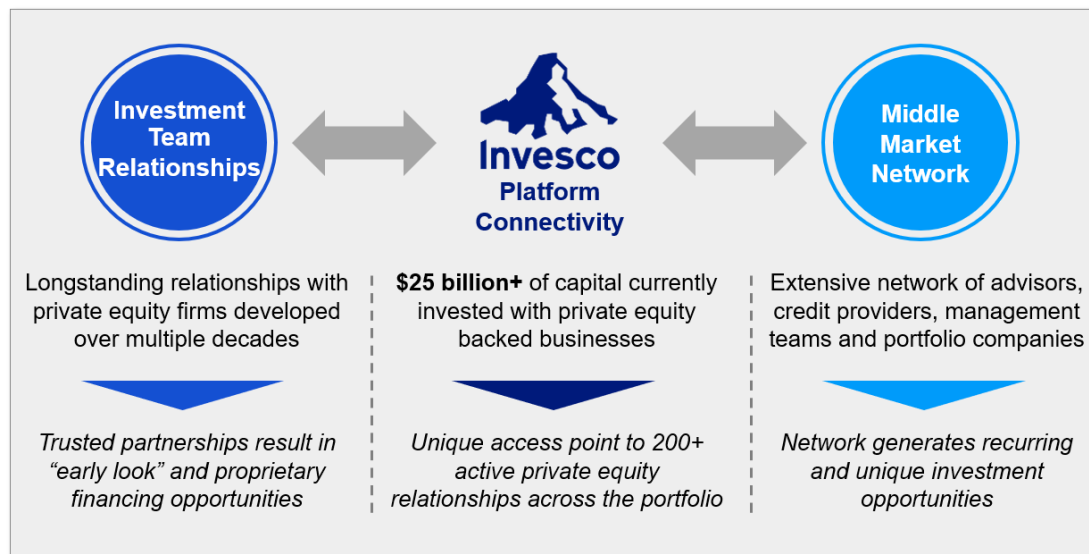 Investment
Team
Relationships
Invesco
Platform
Connectivity
Middle
Market
Network
Longstanding relationships with
private equity firms developed
over multiple decades
$25 billion+ of capital currently
invested with private equity
backed businesses
Extensive network of advisors,
credit providers, management
teams and portfolio companies
Trusted partnerships result in
“early look” and proprietary
financing opportunities
Unique access point to 200+
active private equity
relationships across the portfolio
Network generates recurring
and unique investment
opportunities